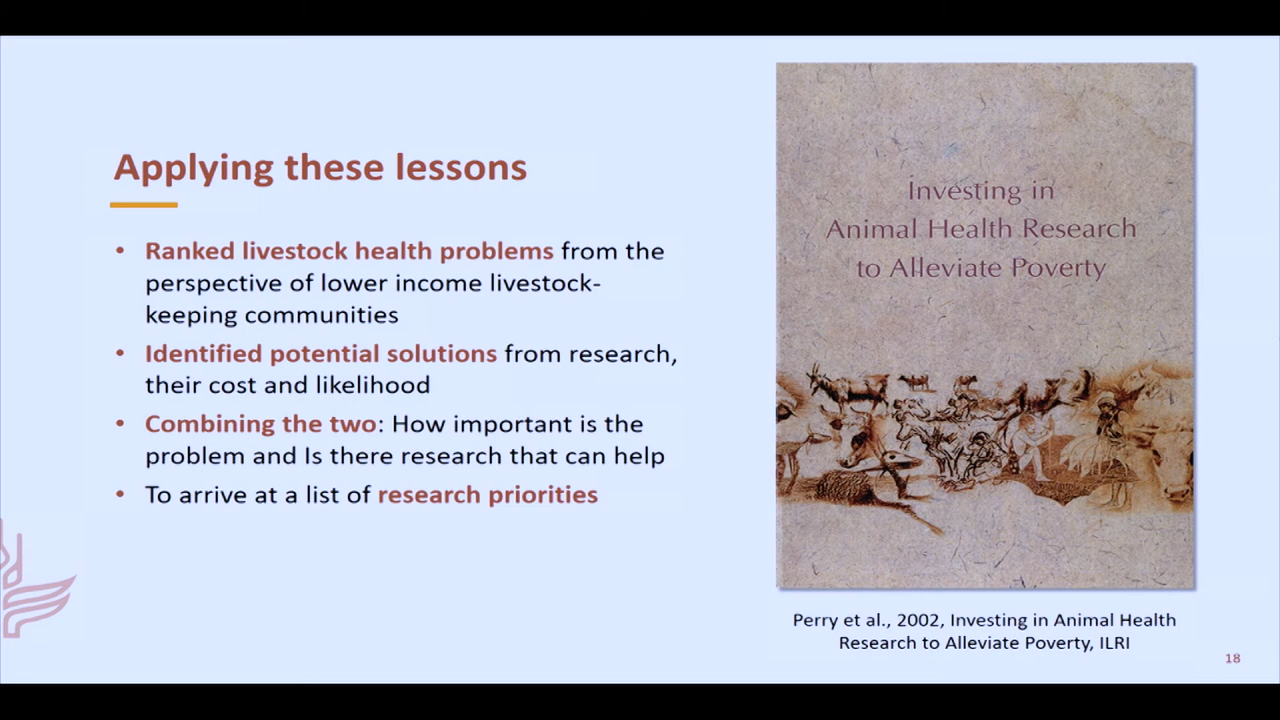 Applying these lessons
• Ranked livestock health problems from the
perspective of lower income livestock-
keeping communities
• Identified potential solutions from research,
their cost and likelihood
• Combining the two: How important is the
problem and Is there research that can help
• To arrive at a list of research priorities
Investing in
Animal Health Research
to Alleviate Poverty
Perry et al., 2002, Investing in Animal Health
Research to Alleviate Poverty, ILRI
18